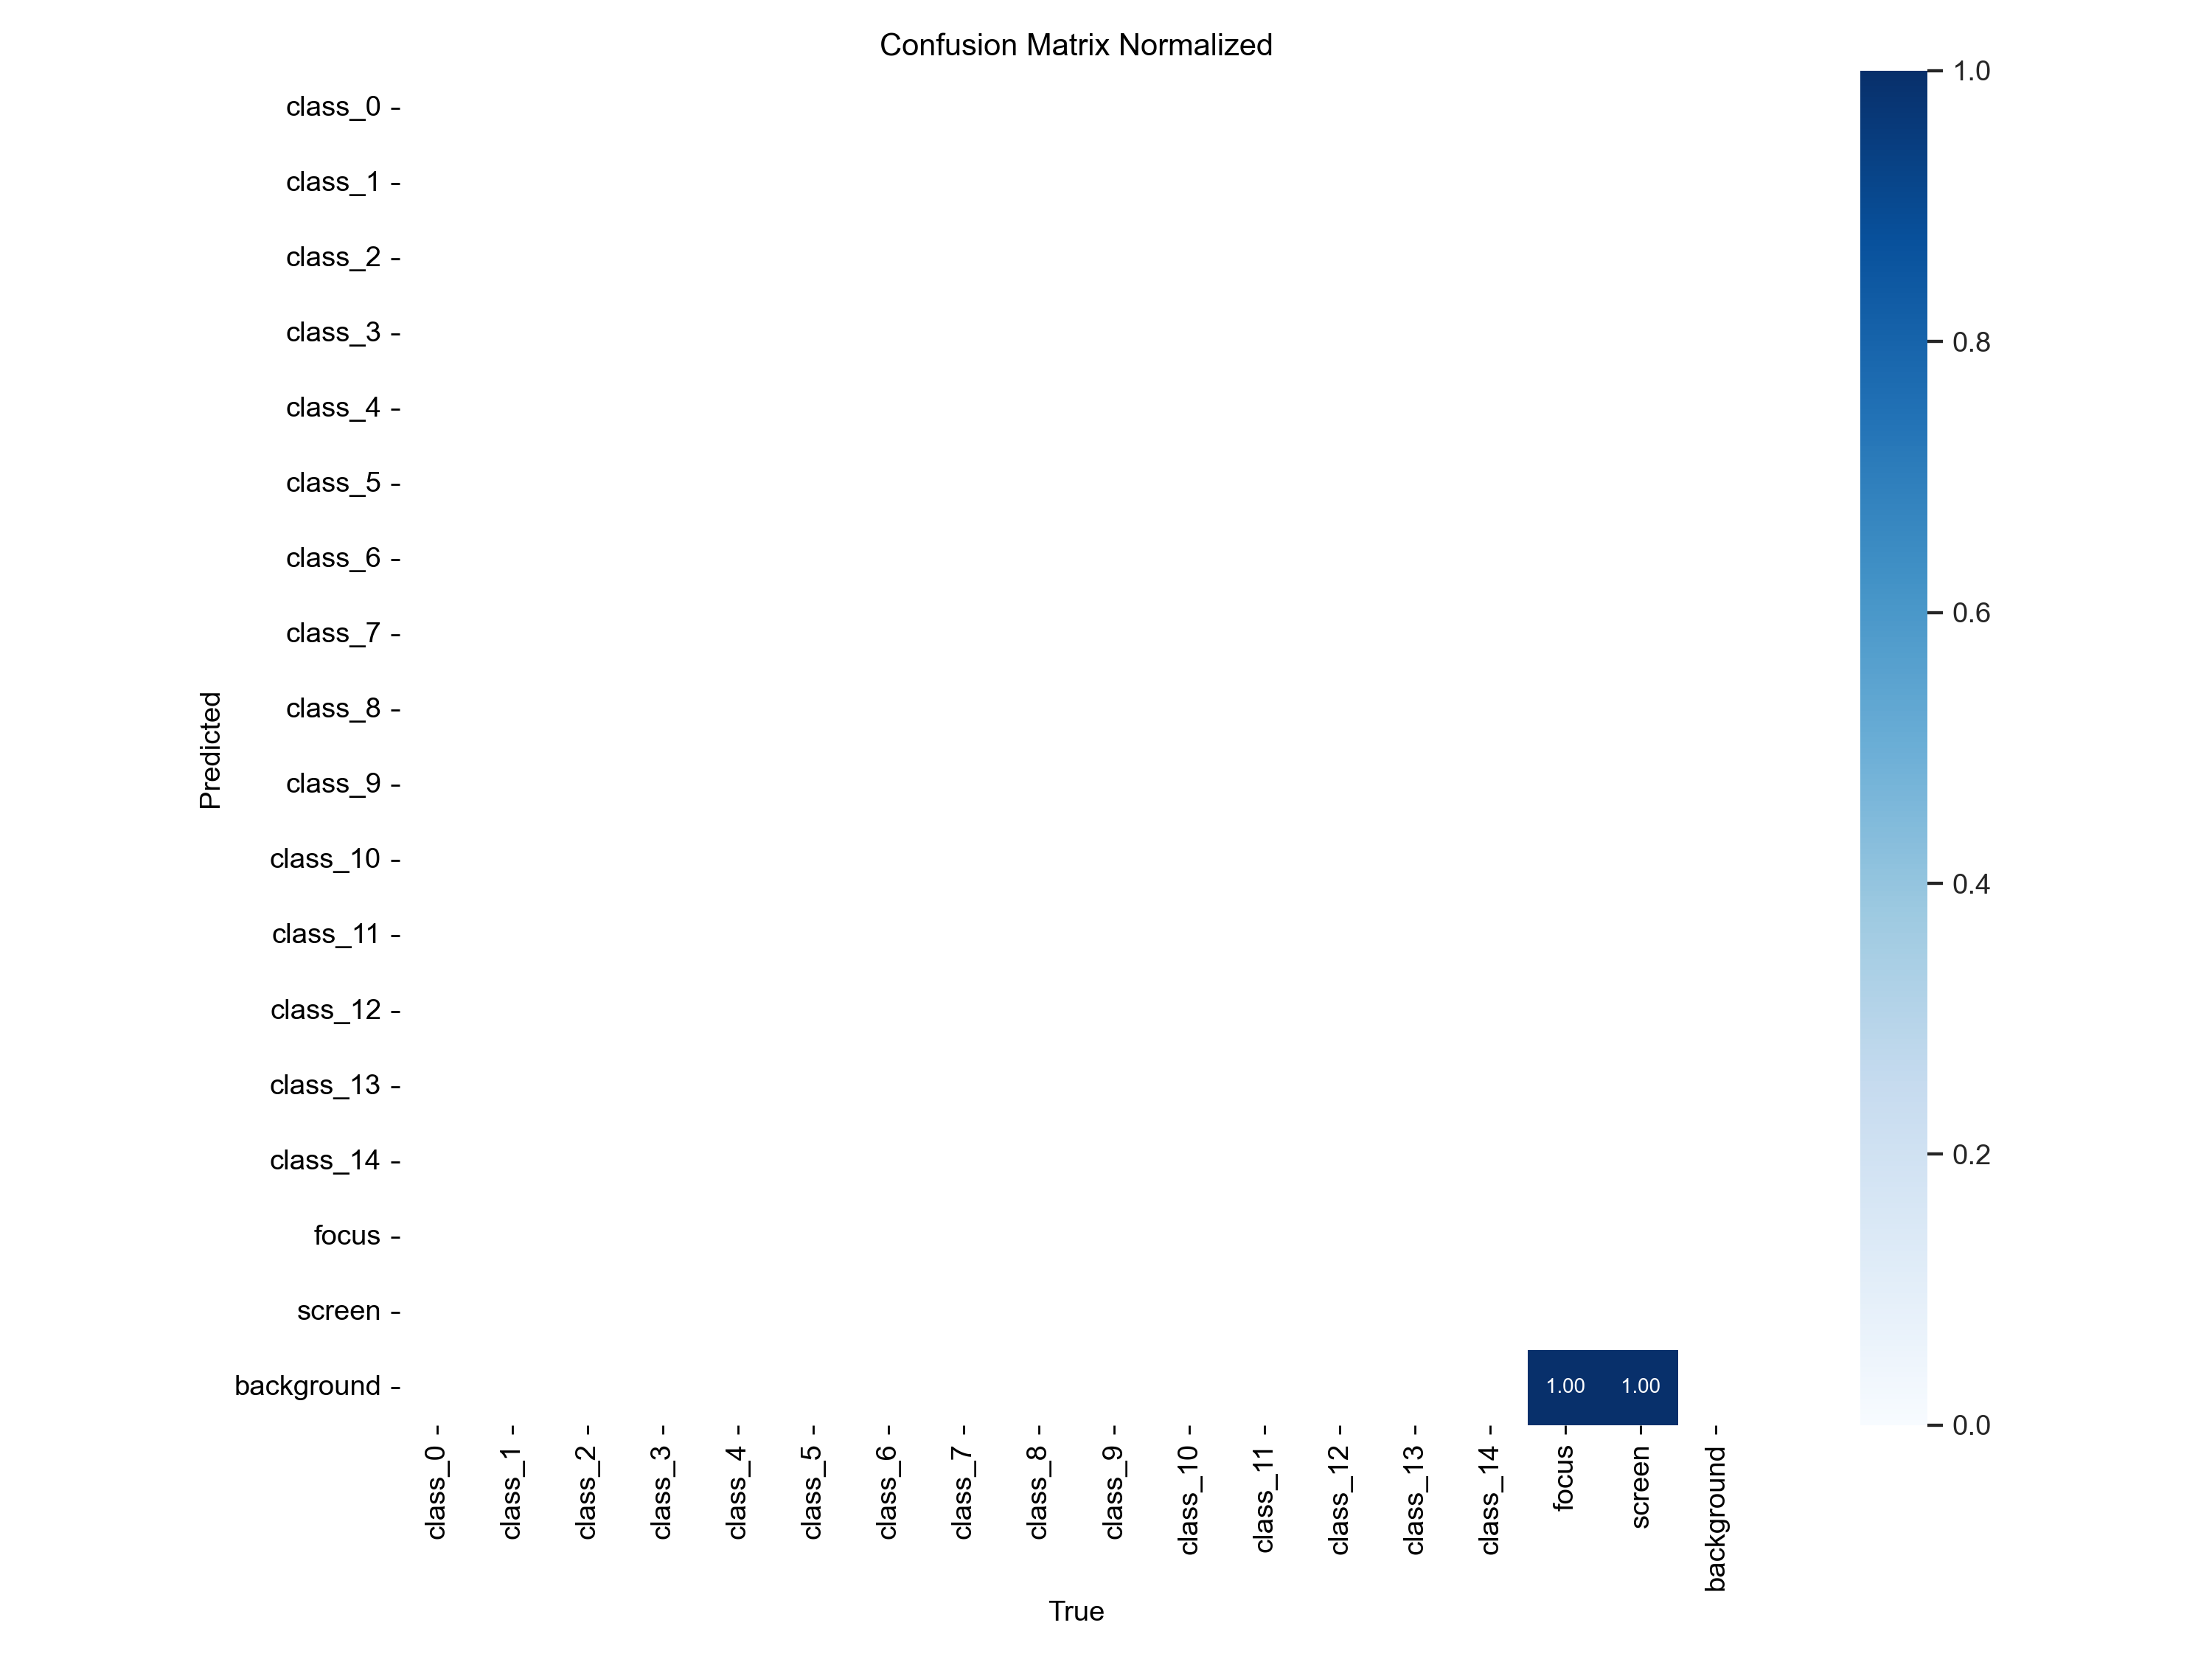 Confusion Matrix Normalized
Predicted
class_0
class_1
class_2
class_3
class_4
class_5
class_6
class_7
class_8
class_9
class_10
class_11
class_12
class_13
class_14
focus
screen
background
1.00 1.00
class_0 class_1 class_2 class_3 class_4 class_5 class_6 class_7 class_8 class_9 class_10 class_11 class_12 class_13 class_14 focus screen background
True
1.0
0.8
0.6
0.4
0.2
0.0